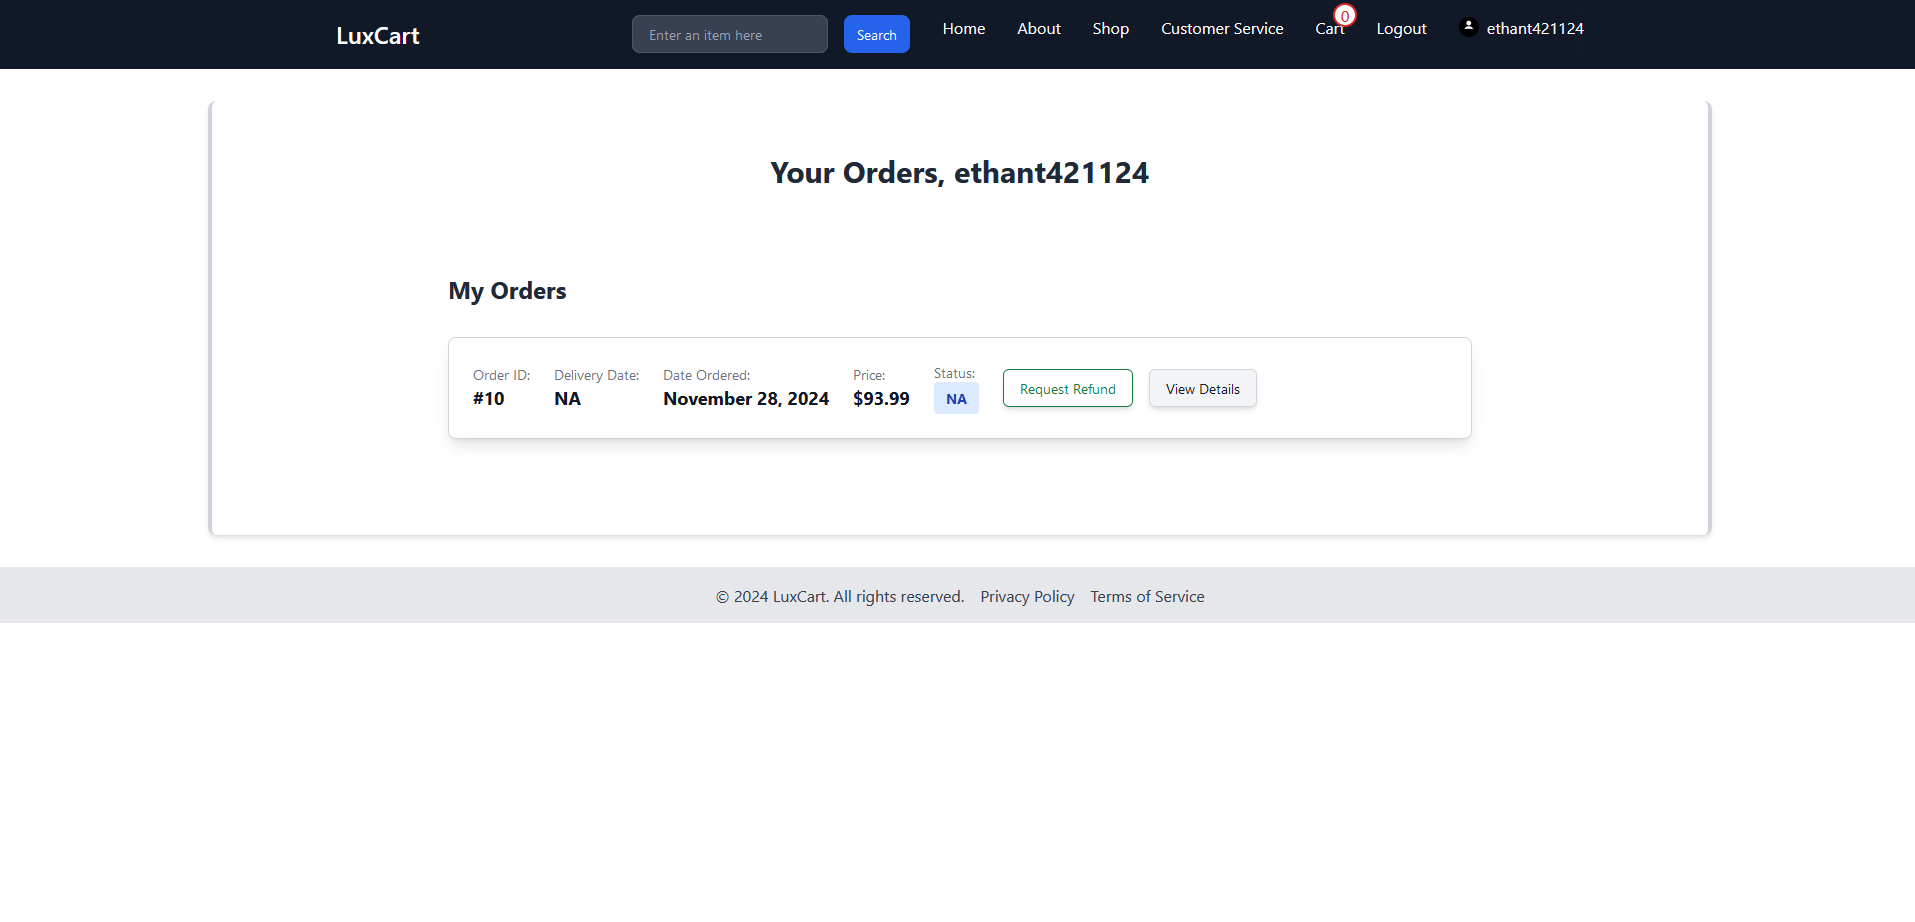 LuxCart
Enter an item here
Search
Home
About
Shop
Customer Service
Cart
0
Logout
ethant421124
Your Orders, ethant421124
My Orders
Order ID:
#10
Delivery Date:
NA
Date Ordered:
November 28, 2024
Price:
$93.99
Status:
NA
Request Refund
View Details
© 2024 LuxCart. All rights reserved. Privacy Policy Terms of Service